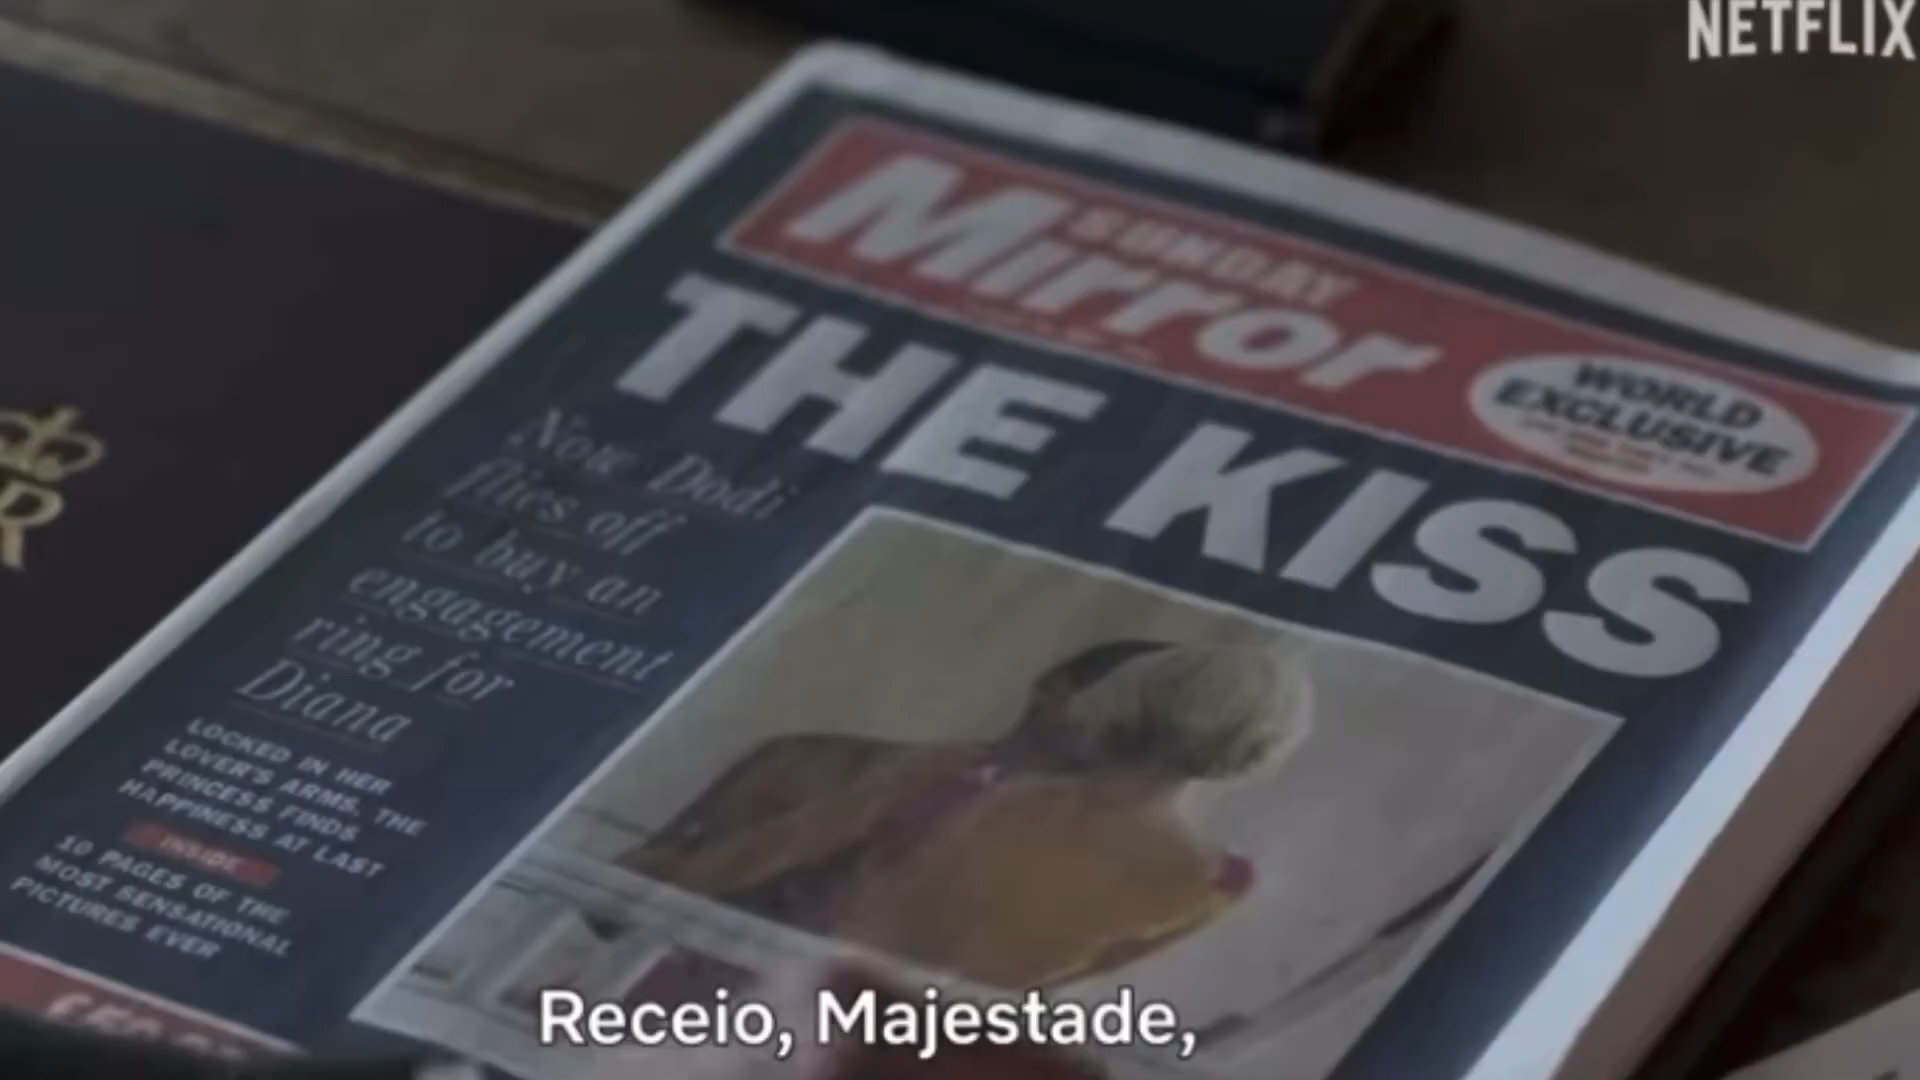 NETFLIX
SUNDAY
Mirror
WORLD
EXCLUSIVE
THE KISS
Now Dodi
flies off
to buy an
engagement
ring for
Diana
LOCKED IN HER
LOVER'S ARMS, THE
PRINCESS FINDS
HAPPINESS AT LAST
INSIDE
10 PAGES OF THE
MOST SENSATIONAL
PICTURES EVER
Receio, Majestade,